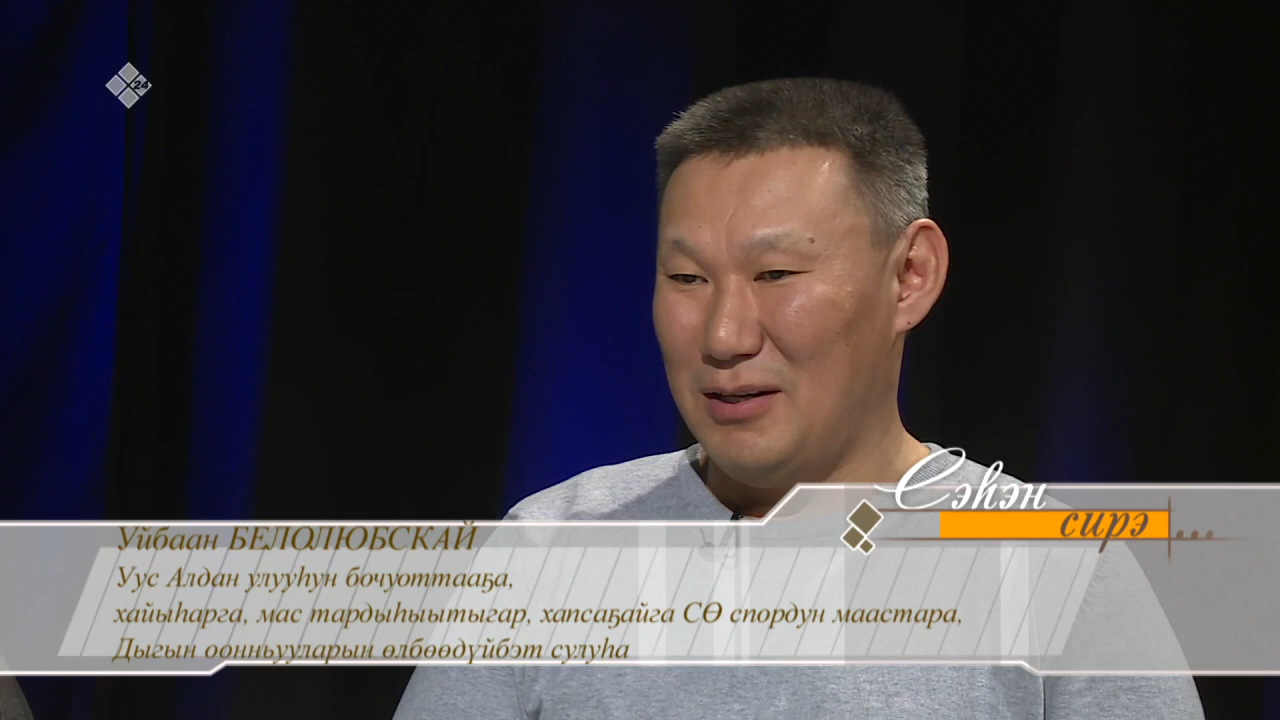 24
Сэһэн
сирэ...
Уйбаан БЕЛОЛЮБСКАЙ
Уус Алдан улууһун бочуоттааҕа,
хайыһарга, мас тардыһыытыгар, хапсаҕайга СӨ спордун маастара,
Дыгын оонньууларын өлбөөдүйбэт сулуһа